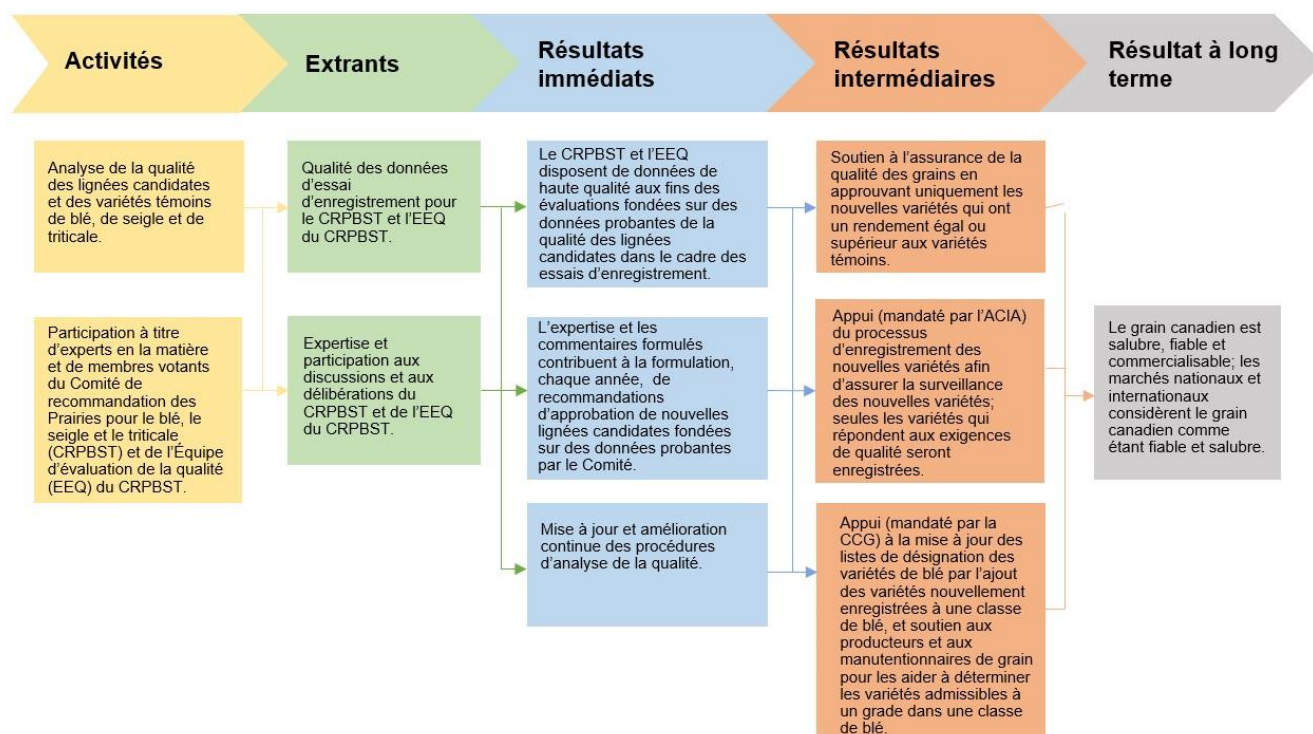 Activités
Extrants
Résultats
immédiats
Résultats
intermédiaires
Résultat à long
terme
Analyse de la qualité
des lignées candidates
et des variétés témoins
de blé, de seigle et de
triticale.
Participation à titre
d’experts en la matière
et de membres votants
du Comité de
recommandation des
Prairies pour le blé, le
seigle et le triticale
(CRPBST) et de l’Équipe
d’évaluation de la qualité
(EEQ) du CRPBST.
Qualité des données
d’essai
d’enregistrement pour
le CRPBST et l’EEQ
du CRPBST.
Expertise et
participation aux
discussions et aux
délibérations du
CRPBST et de l’EEQ
du CRPBST.
Le CRPBST et l’EEQ
disposent de données de
haute qualité aux fins des
évaluations fondées sur des
données probantes de la
qualité des lignées
candidates dans le cadre des
essais d’enregistrement.
L’expertise et les
commentaires formulés
contribuent à la formulation,
chaque année, de
recommandations
d’approbation de nouvelles
lignées candidates fondées
sur des données probantes
par le Comité.
Mise à jour et amélioration
continue des procédures
d’analyse de la qualité.
Soutien à l’assurance de la
qualité des grains en
approuvant uniquement les
nouvelles variétés qui ont
un rendement égal ou
supérieur aux variétés
témoins.
Appui (mandaté par l’ACIA)
du processus
d’enregistrement des
nouvelles variétés afin
d’assurer la surveillance
des nouvelles variétés;
seules les variétés qui
répondent aux exigences
de qualité seront
enregistrées.
Appui (mandaté par la
CCG) à la mise à jour des
listes de désignation des
variétés de blé par l’ajout
des variétés nouvellement
enregistrées à une classe
de blé, et soutien aux
producteurs et aux
manutentionnaires de grain
pour les aider à déterminer
les variétés admissibles à
un grade dans une classe
de blé.
Le grain canadien est
salubre, fiable et
commercialisable; les
marchés nationaux et
internationaux
considèrent le grain
canadien comme
étant fiable et salubre.